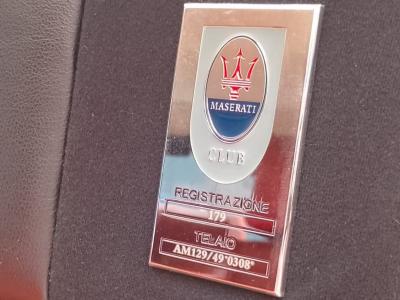 MASERATI
CLUB
REGISTRAZIONE
179
TELAIO
AM129/49*0308*